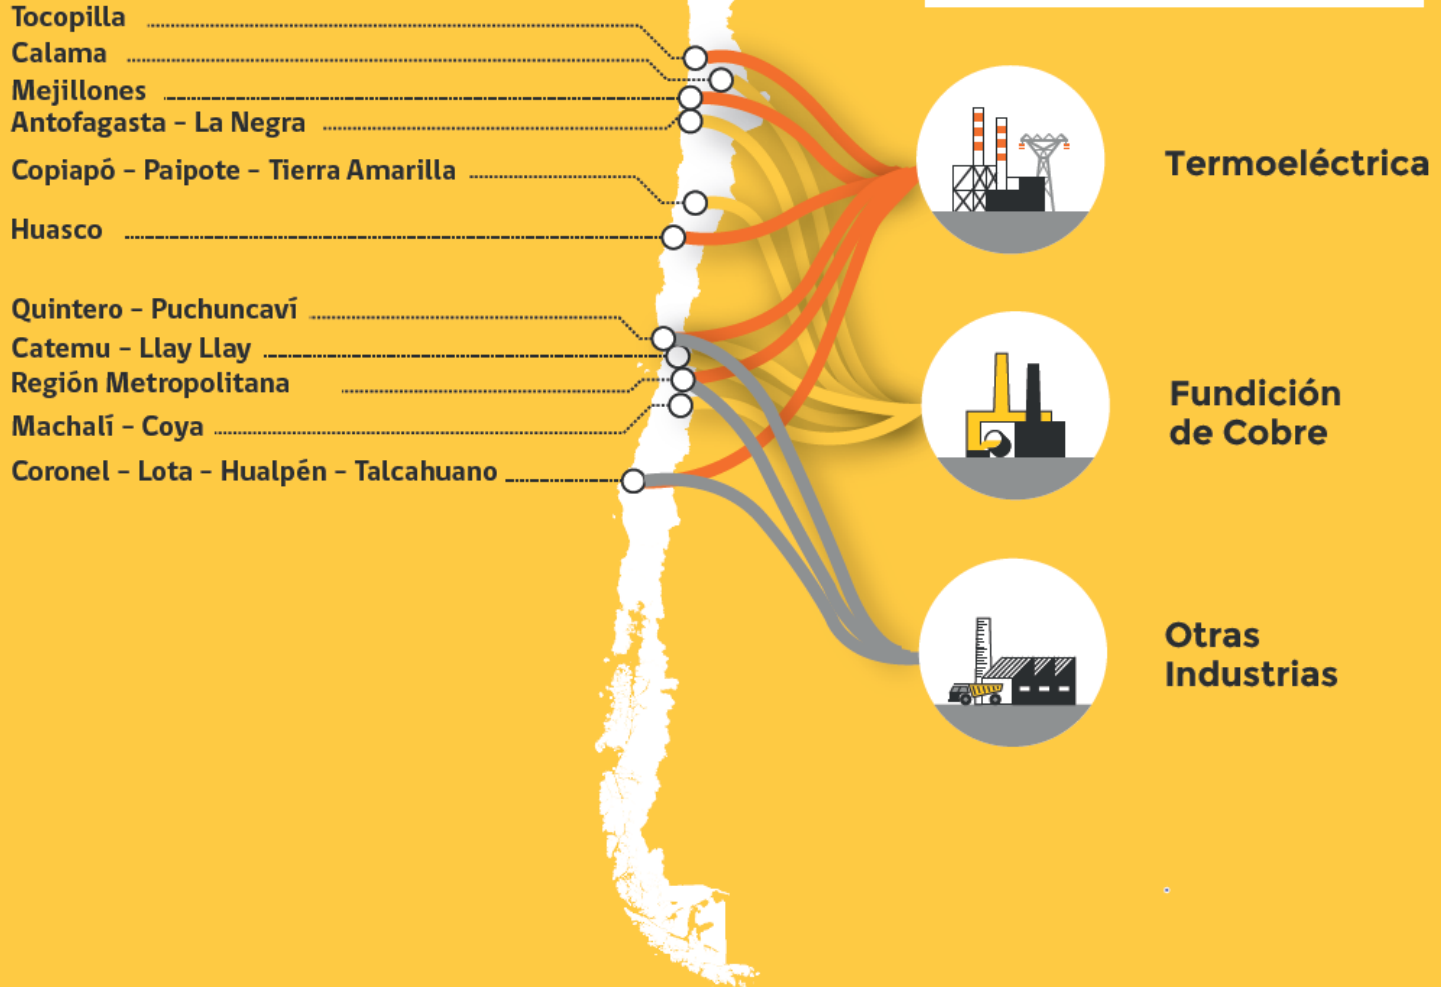 Tocopilla
Calama
Mejillones
Antofagasta - La Negra
Copiapó - Paipote - Tierra Amarilla
Huasco
Quintero - Puchuncaví
Catemu - Llay Llay
Región Metropolitana
Machalí - Coya
Coronel - Lota - Hualpén - Talcahuano
Termoeléctrica
Fundición
de Cobre
Otras
Industrias